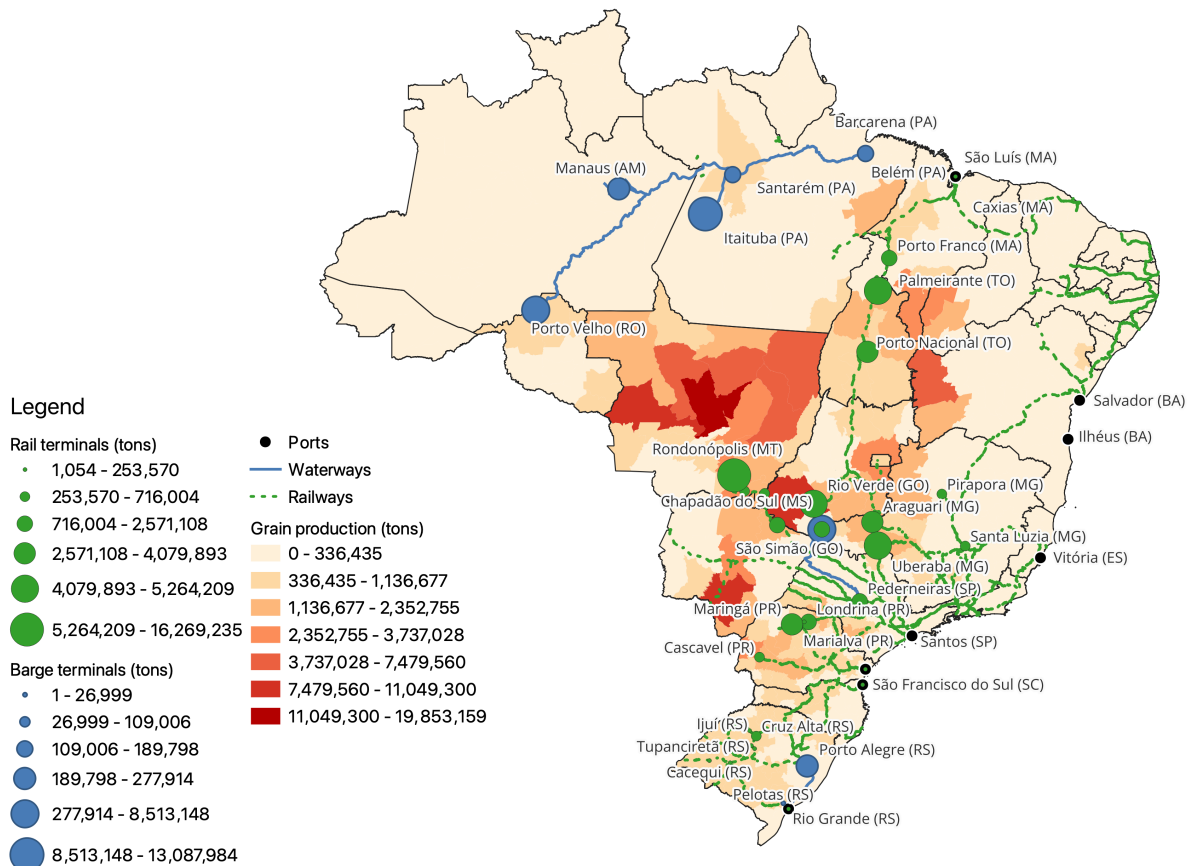 Barcarena (PA)
São Luís (MA)
Manaus (AM)
Belém (PA)
Santarém (PA)
Caxias (MA)
Itaituba (PA)
Porto Franco (MA)
Palmeirante (TO)
Porto Velho (RO)
Porto Nacional (TO)
Salvador (BA)
Ilhéus (BA)
Rondonópolis (MT)
Rio Verde (GO)
Pirapora (MG)
Chapadão do Sul (MS)
Araguari (MG)
Santa Luzia (MG)
São Simão (GO)
Vitória (ES)
Uberaba (MG)
Pederneiras (SP)
Maringá (PR)
Londrina (PR)
Cascavel (PR)
Marialva (PR)
Santos (SP)
São Francisco do Sul (SC)
Ijuí (RS)
Cruz Alta (RS)
Tupanciretã (RS)
Porto Alegre (RS)
Cacequi (RS)
Pelotas (RS)
Rio Grande (RS)
Legend
Rail terminals (tons)
1,054 - 253,570
253,570 - 716,004
716,004 - 2,571,108
2,571,108 - 4,079,893
4,079,893 - 5,264,209
5,264,209 - 16,269,235
Barge terminals (tons)
1 - 26,999
26,999 - 109,006
109,006 - 189,798
189,798 - 277,914
277,914 - 8,513,148
8,513,148 - 13,087,984
Ports
Waterways
Railways
Grain production (tons)
0 - 336,435
336,435 - 1,136,677
1,136,677 - 2,352,755
2,352,755 - 3,737,028
3,737,028 - 7,479,560
7,479,560 - 11,049,300
11,049,300 - 19,853,159